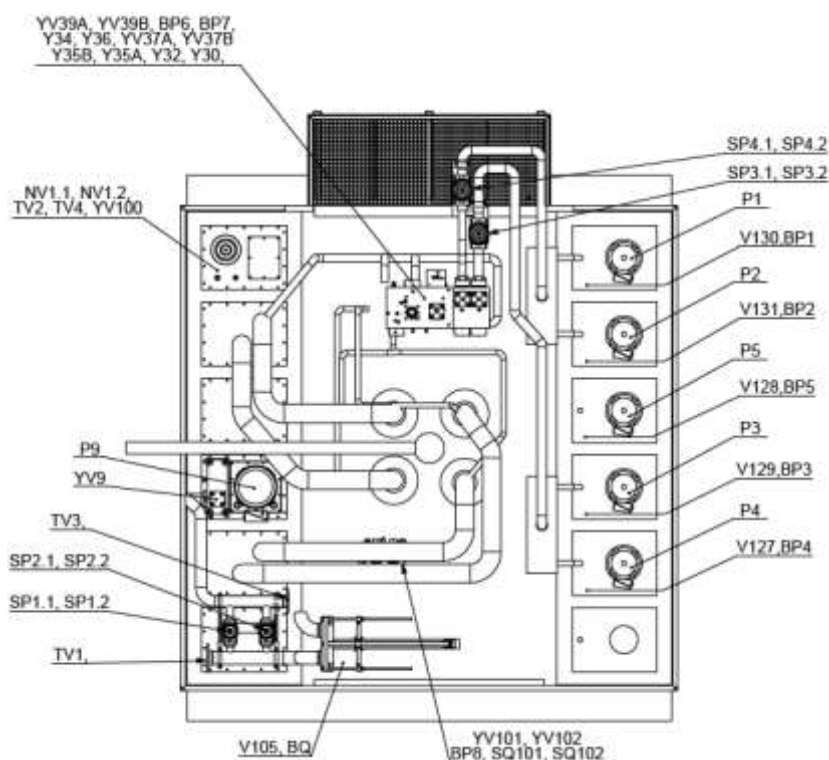 YV39A, YV39B, BP6, BP7,
Y34, Y36, YV37A, YV37B
Y35B, Y35A, Y32, Y30,
SP4.1, SP4.2
SP3.1, SP3.2
NV1.1, NV1.2,
TV2, TV4, YV100
P1
V130,BP1
P2
V131,BP2
P5
V128,BP5
P9
P3
YV9
V129,BP3
TV3,
P4
SP2.1, SP2.2
V127,BP4
SP1.1, SP1.2
TV1,
V105, BQ
YV101, YV102
BP8, SQ101, SQ102